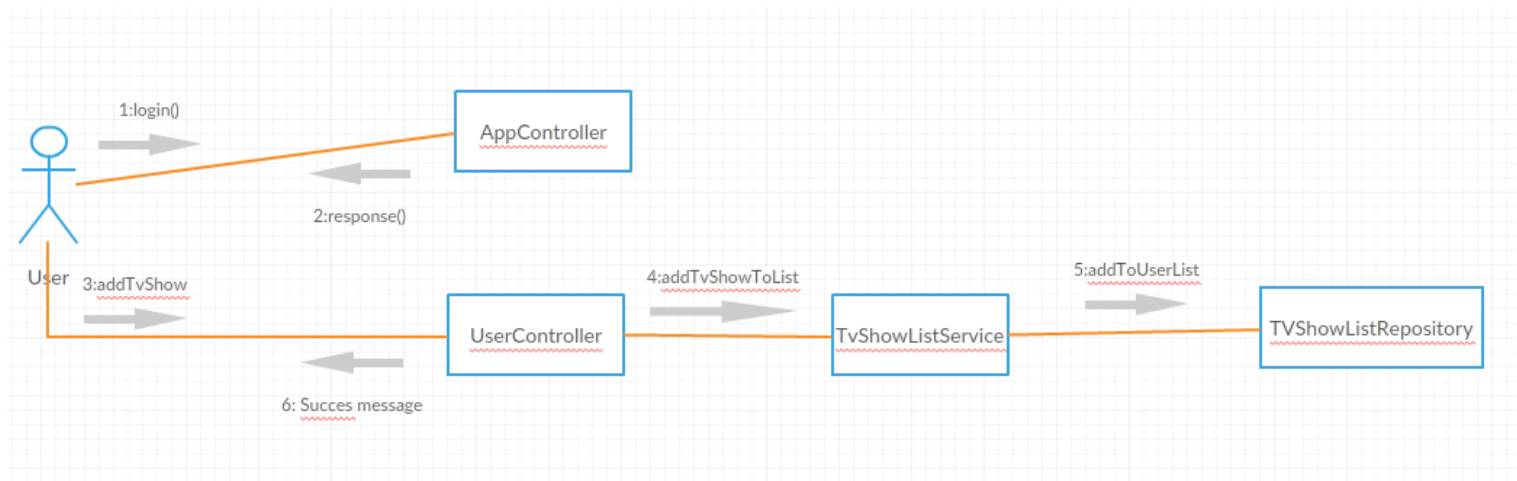 1:login()
AppController
2:response()
User
3:addTvShow
4:addTvShowToList
5:addToUserList
UserController
TvShowListService
TVShowListRepository
6: Succes message